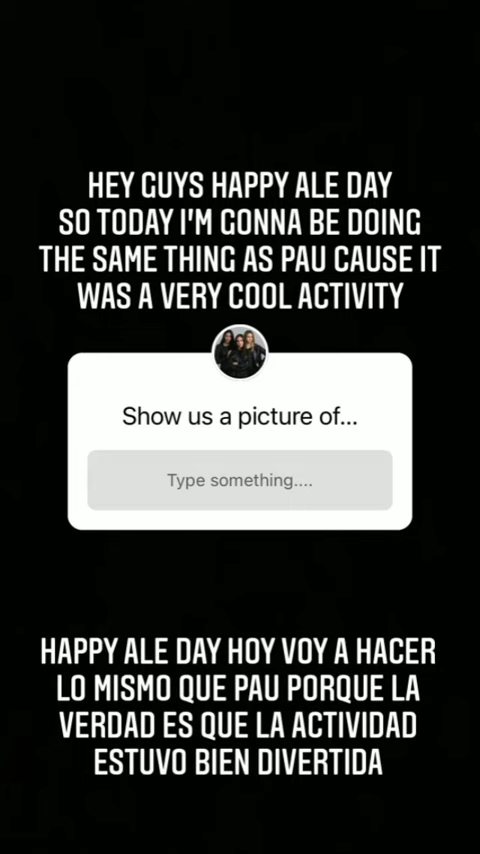 HEY GUYS HAPPY ALE DAY
SO TODAY I'M GONNA BE DOING
THE SAME THING AS PAU CAUSE IT
WAS A VERY COOL ACTIVITY
Show us a picture of...
Type something....
HAPPY ALE DAY HOY VOY A HACER
LO MISMO QUE PAU PORQUE LA
VERDAD ES QUE LA ACTIVIDAD
ESTUVO BIEN DIVERTIDA